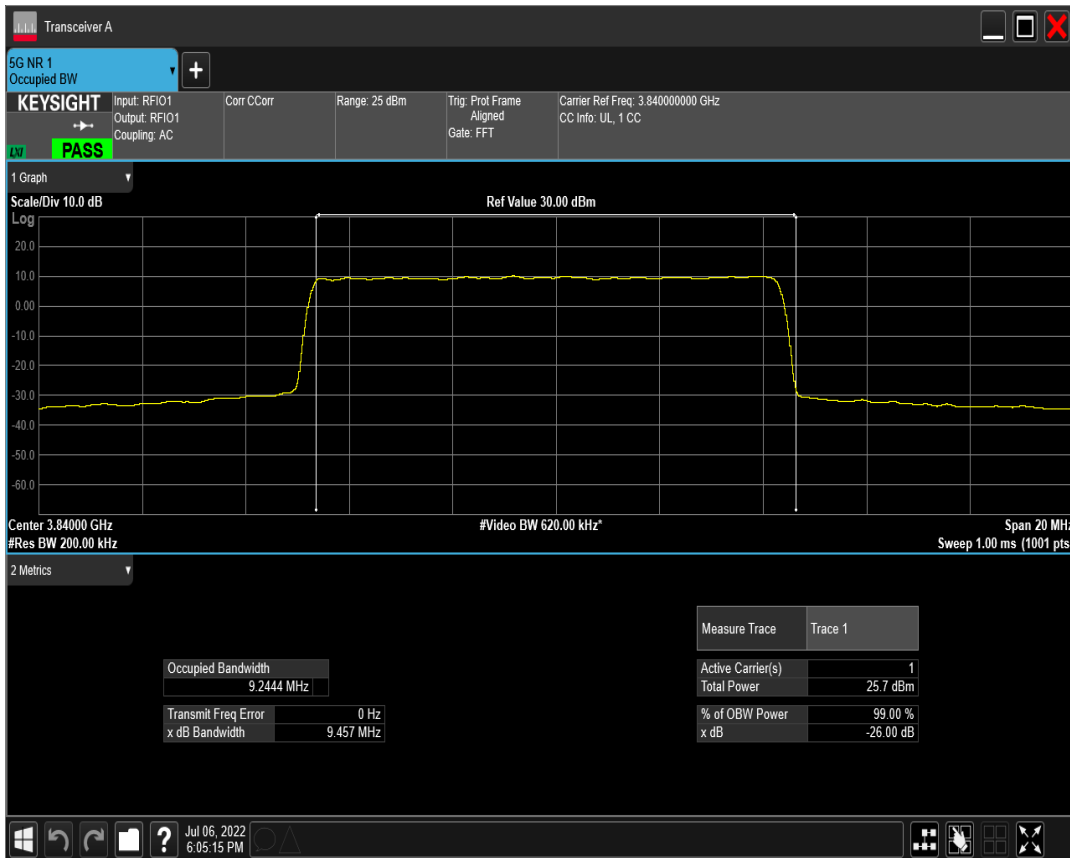 Transceiver A
5G NR 1
Occupied BW
+
KEYSIGHT
LXI
PASS
Input: RFIO1
Output: RFIO1
Coupling: AC
Corr CCorr
Range: 25 dBm
Trig: Prot Frame
Aligned
Gate: FFT
Carrier Ref Freq: 3.840000000 GHz
CC Info: UL, 1 CC
1 Graph
Scale/Div 10.0 dB
Ref Value 30.00 dBm
Log
20.0
10.0
0.00
-10.0
-20.0
-30.0
-40.0
-50.0
-60.0
Center 3.84000 GHz
#Video BW 620.00 kHz*
Span 20 MHz
#Res BW 200.00 kHz
Sweep 1.00 ms (1001 pts
2 Metrics
Measure Trace Trace 1
Occupied Bandwidth
9.2444 MHz
Active Carrier(s) 1
Total Power 25.7 dBm
Transmit Freq Error 0 Hz
x dB Bandwidth 9.457 MHz
% of OBW Power 99.00 %
x dB -26.00 dB
?
Jul 06, 2022
6:05:15 PM